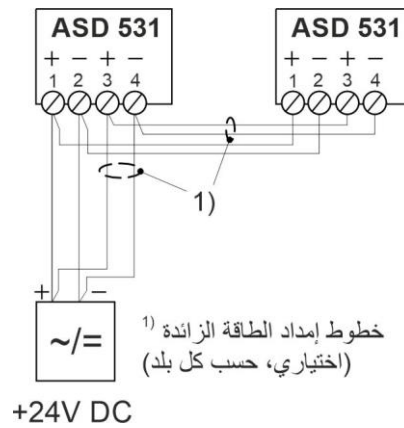 ASD 531
ASD 531
+ − + −
+ − + −
1 2 3 4
1 2 3 4
1)
+ −
~/=
1) خطوط إمداد الطاقة الزائدة
(اختياري، حسب كل بلد)
+24V DC